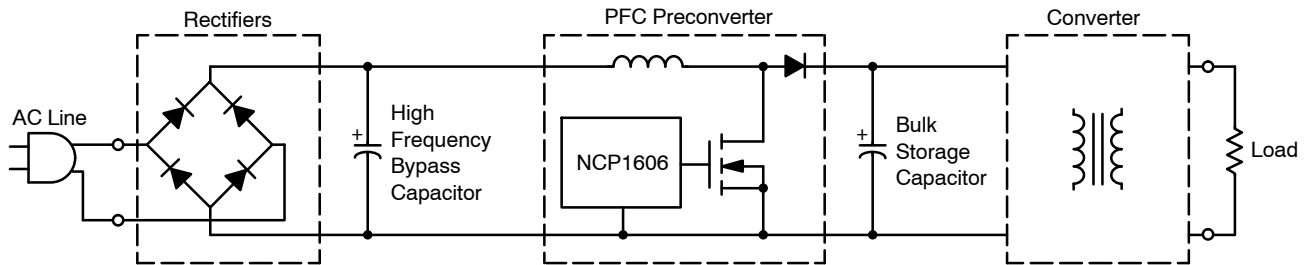 Rectifiers
PFC Preconverter
Converter
AC Line
+
High
Frequency
Bypass
Capacitor
NCP1606
+
Bulk
Storage
Capacitor
Load